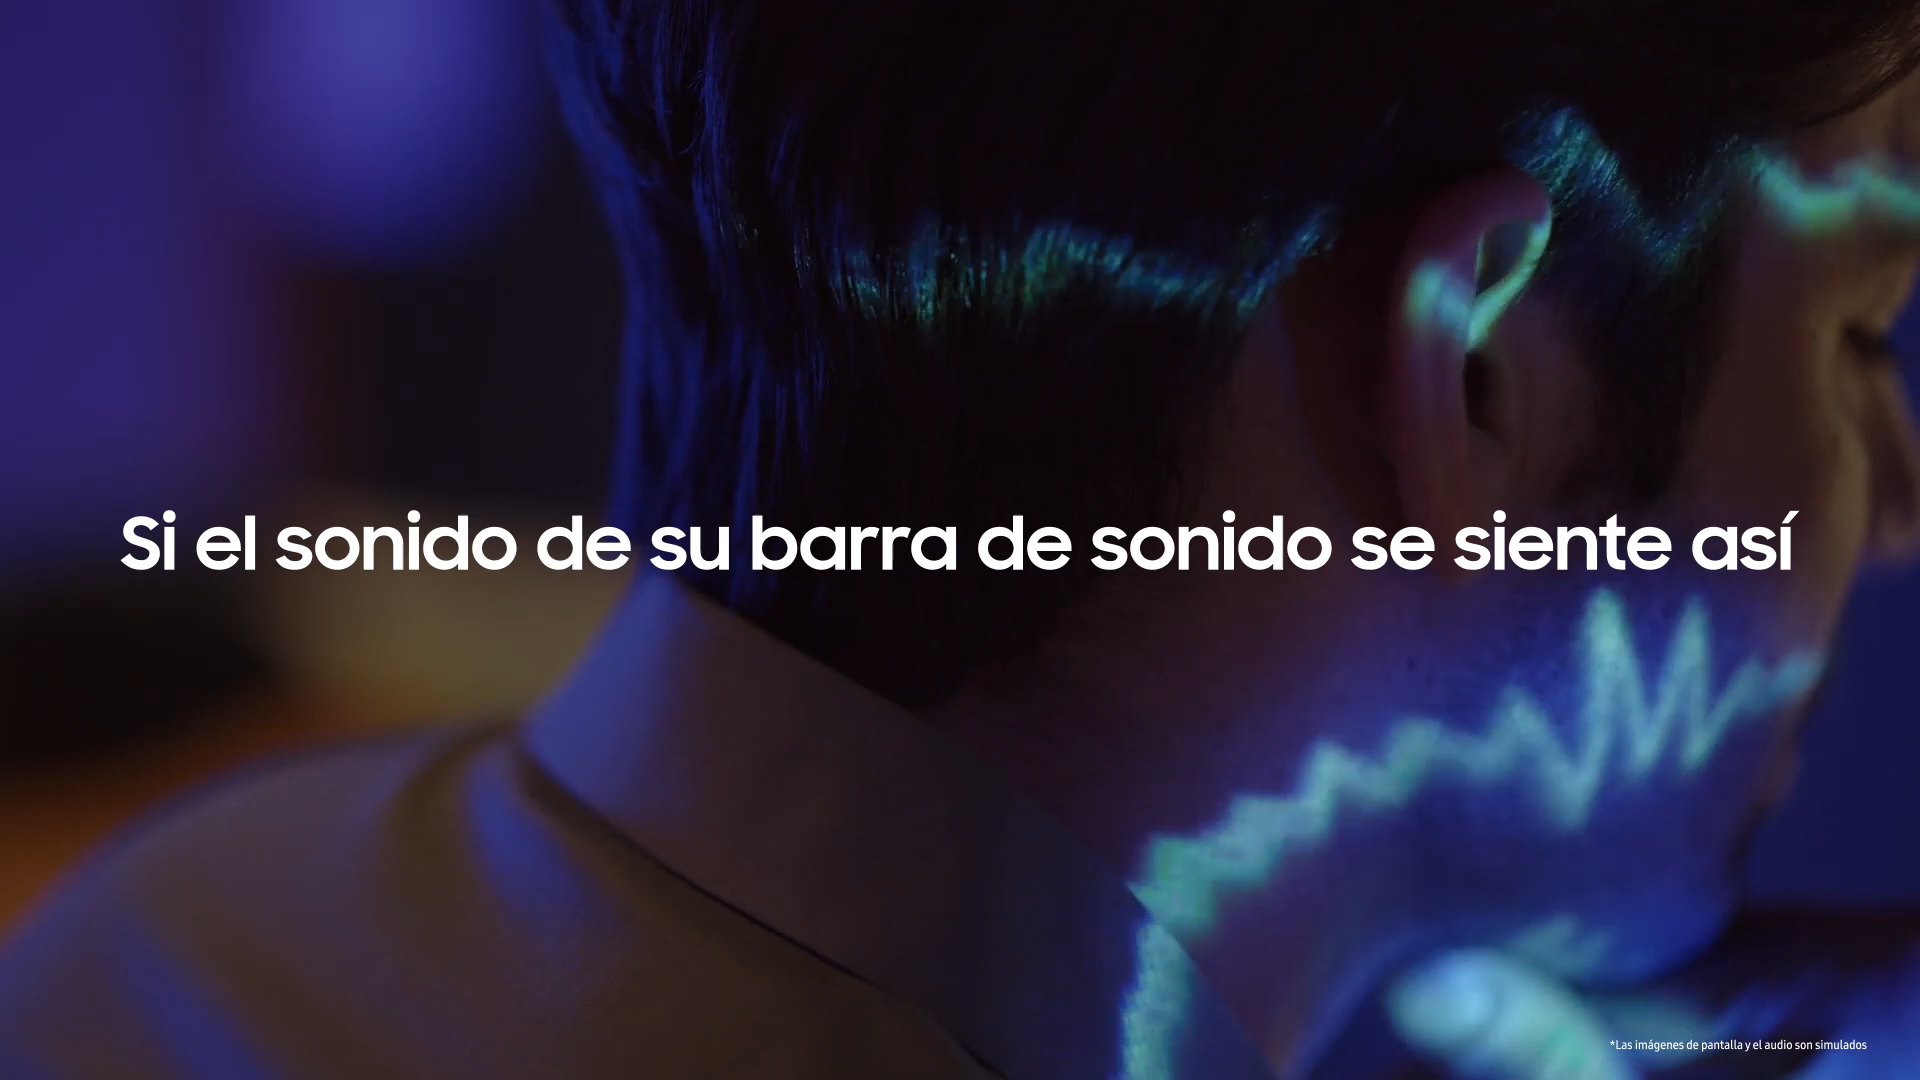 Si el sonido de su barra de sonido se siente así
*Las imágenes de pantalla y el audio son simulados